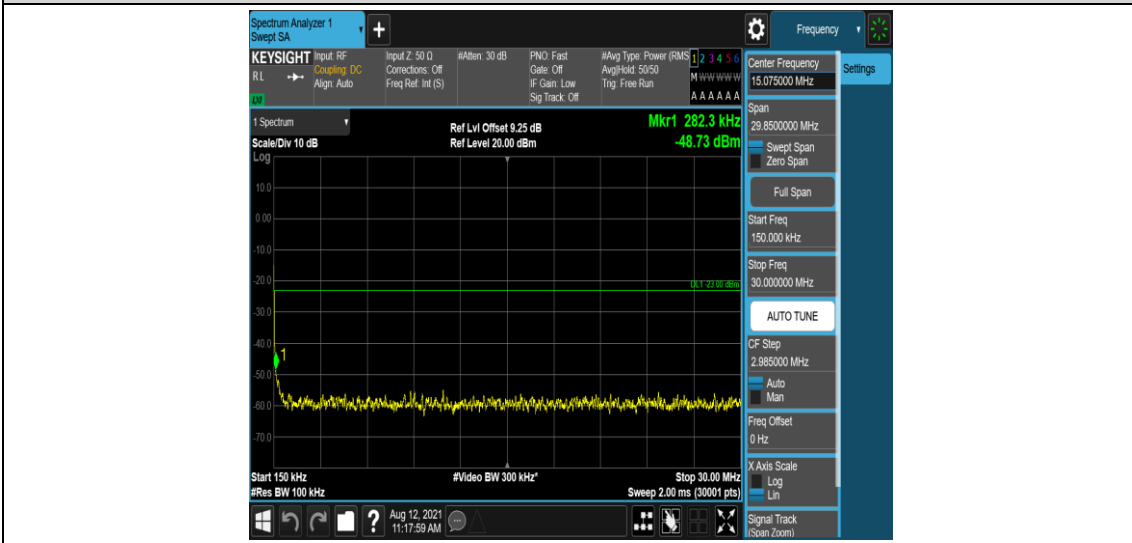 Spectrum Analyzer 1
Swept SA
+
Frequency
KEYSIGHT
R L
LXI
Input: RF
Coupling: DC
Align: Auto
Input Z: 50 Ω
Corrections: Off
Freq Ref: Int (S)
#Atten: 30 dB
PNO: Fast
Gate: Off
IF Gain: Low
Sig Track: Off
#Avg Type: Power (RMS
Avg|Hold: 50/50
Trig: Free Run
1 2 3 4 5 6
M W W W W W
A A A A A A
1 Spectrum
Scale/Div 10 dB
Log
Ref Lvl Offset 9.25 dB
Ref Level 20.00 dBm
Mkr1 282.3 kHz
-48.73 dBm
10.0
0.00
-10.0
-20.0
-30.0
-40.0
-50.0
-60.0
-70.0
DL1 -23.00 dBm
1
Start 150 kHz
#Res BW 100 kHz
#Video BW 300 kHz*
Stop 30.00 MHz
Sweep 2.00 ms (30001 pts)
?
Aug 12, 2021
11:17:59 AM
Center Frequency
15.075000 MHz
Span
29.8500000 MHz
Swept Span
Zero Span
Full Span
Start Freq
150.000 kHz
Stop Freq
30.000000 MHz
AUTO TUNE
CF Step
2.985000 MHz
Auto
Man
Freq Offset
0 Hz
X Axis Scale
Log
Lin
Signal Track
(Span Zoom)
Settings